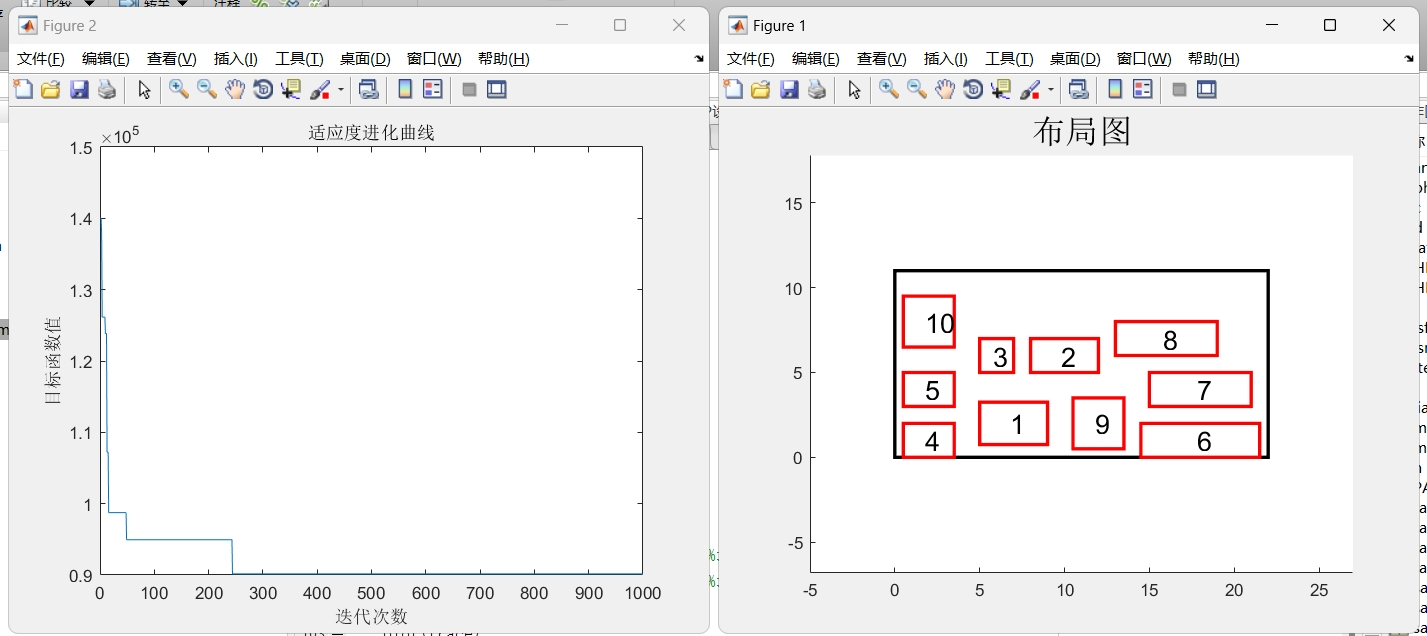 Figure 2
文件(F) 编辑(E) 查看(V) 插入(I) 工具(T) 桌面(D) 窗口(W) 帮助(H)
适应度进化曲线
×10^5
1.5
1.4
1.3
1.2
1.1
1
0.9
目标函数值
0 100 200 300 400 500 600 700 800 900 1000
迭代次数
Figure 1
文件(F) 编辑(E) 查看(V) 插入(I) 工具(T) 桌面(D) 窗口(W) 帮助(H)
布局图
15
10
5
0
-5
10
3 2 8
5 7
1 9
4 6
-5 0 5 10 15 20 25